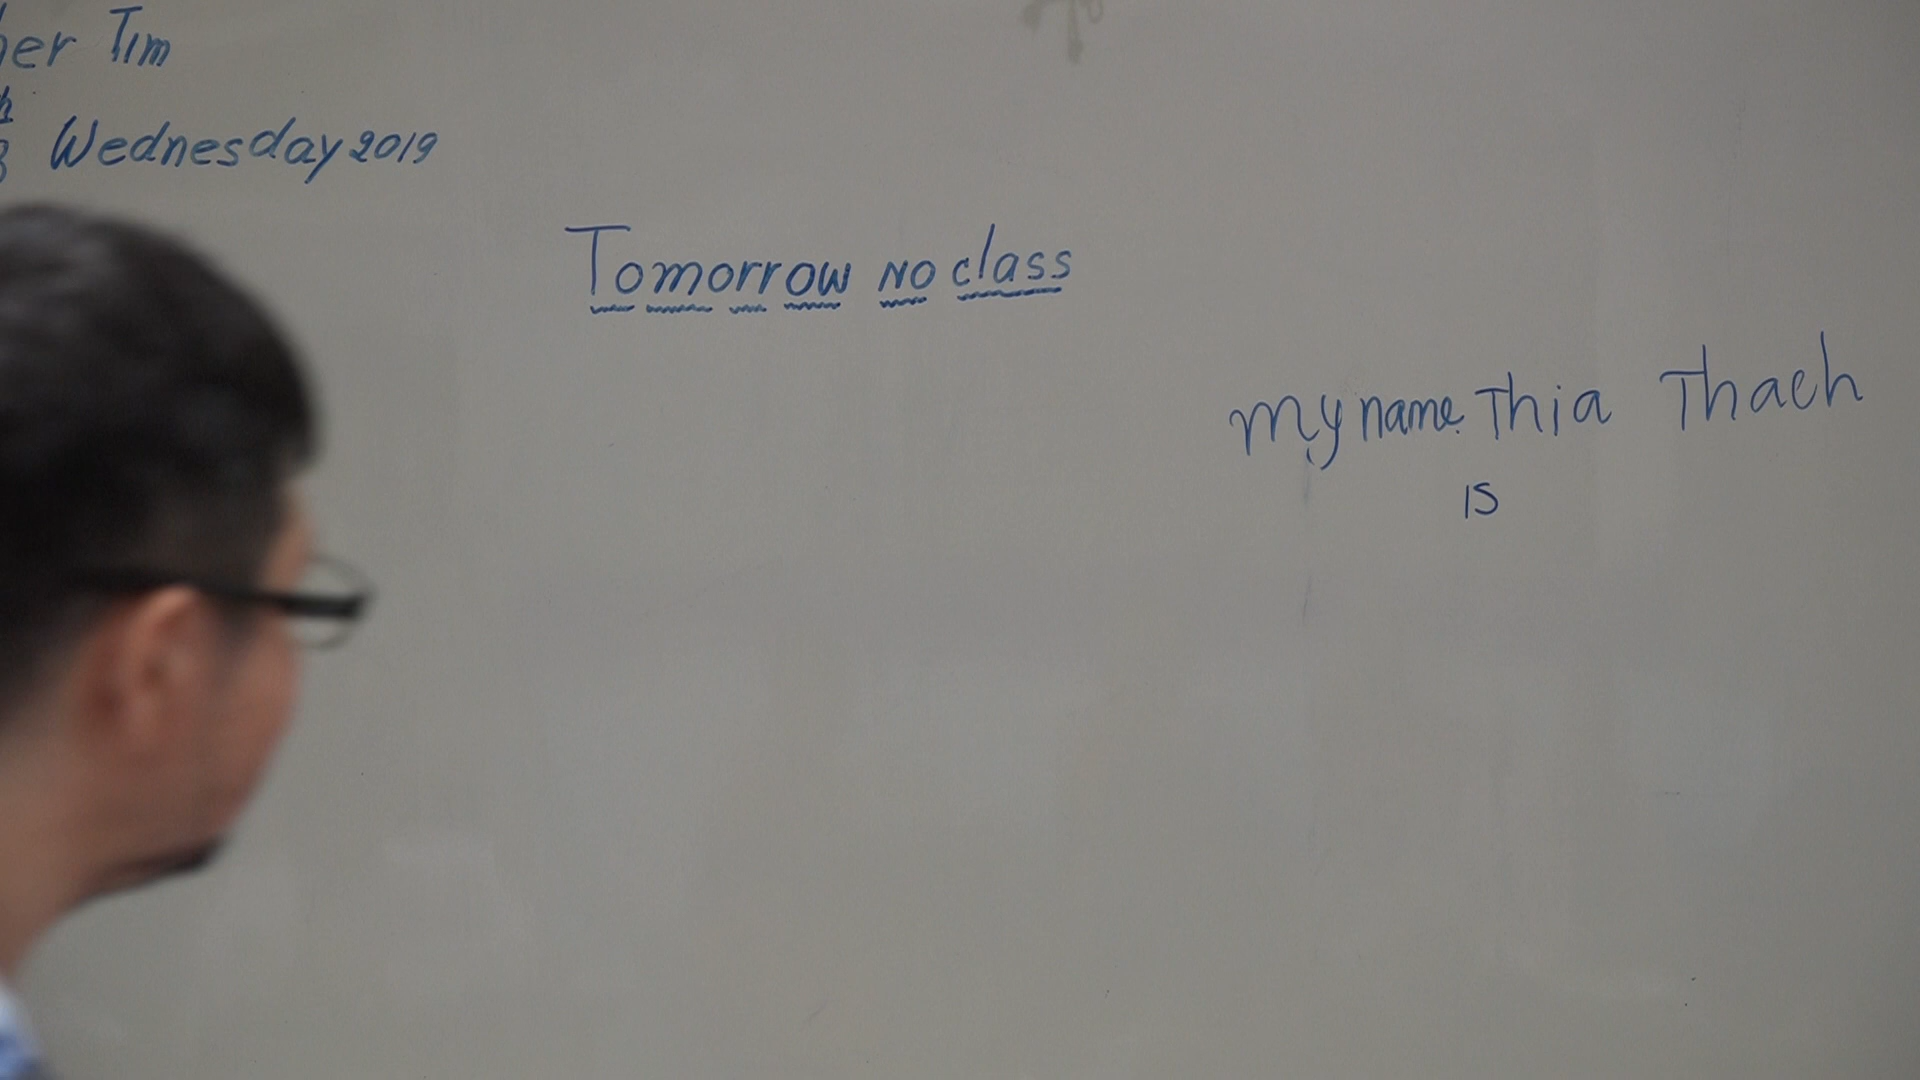 her Tim
Wednesday 2019
Tomorrow no class
My name Thia Thach
is